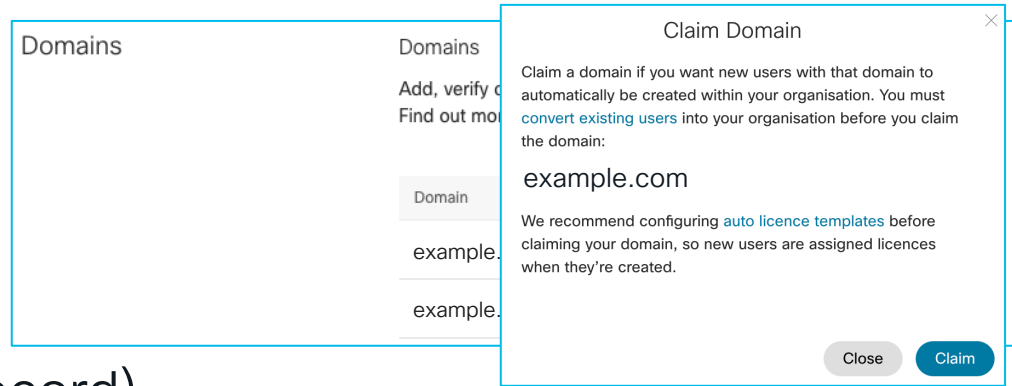 Domains
Domains
Add, verify
Find out
Domain
example.
example.
Claim Domain
Claim a domain if you want new users with that domain to
automatically be created within your organisation. You must
convert existing users into your organisation before you claim
the domain:
example.com
We recommend configuring auto licence templates before
claiming your domain, so new users are assigned licences
when they're created.
Close
Claim